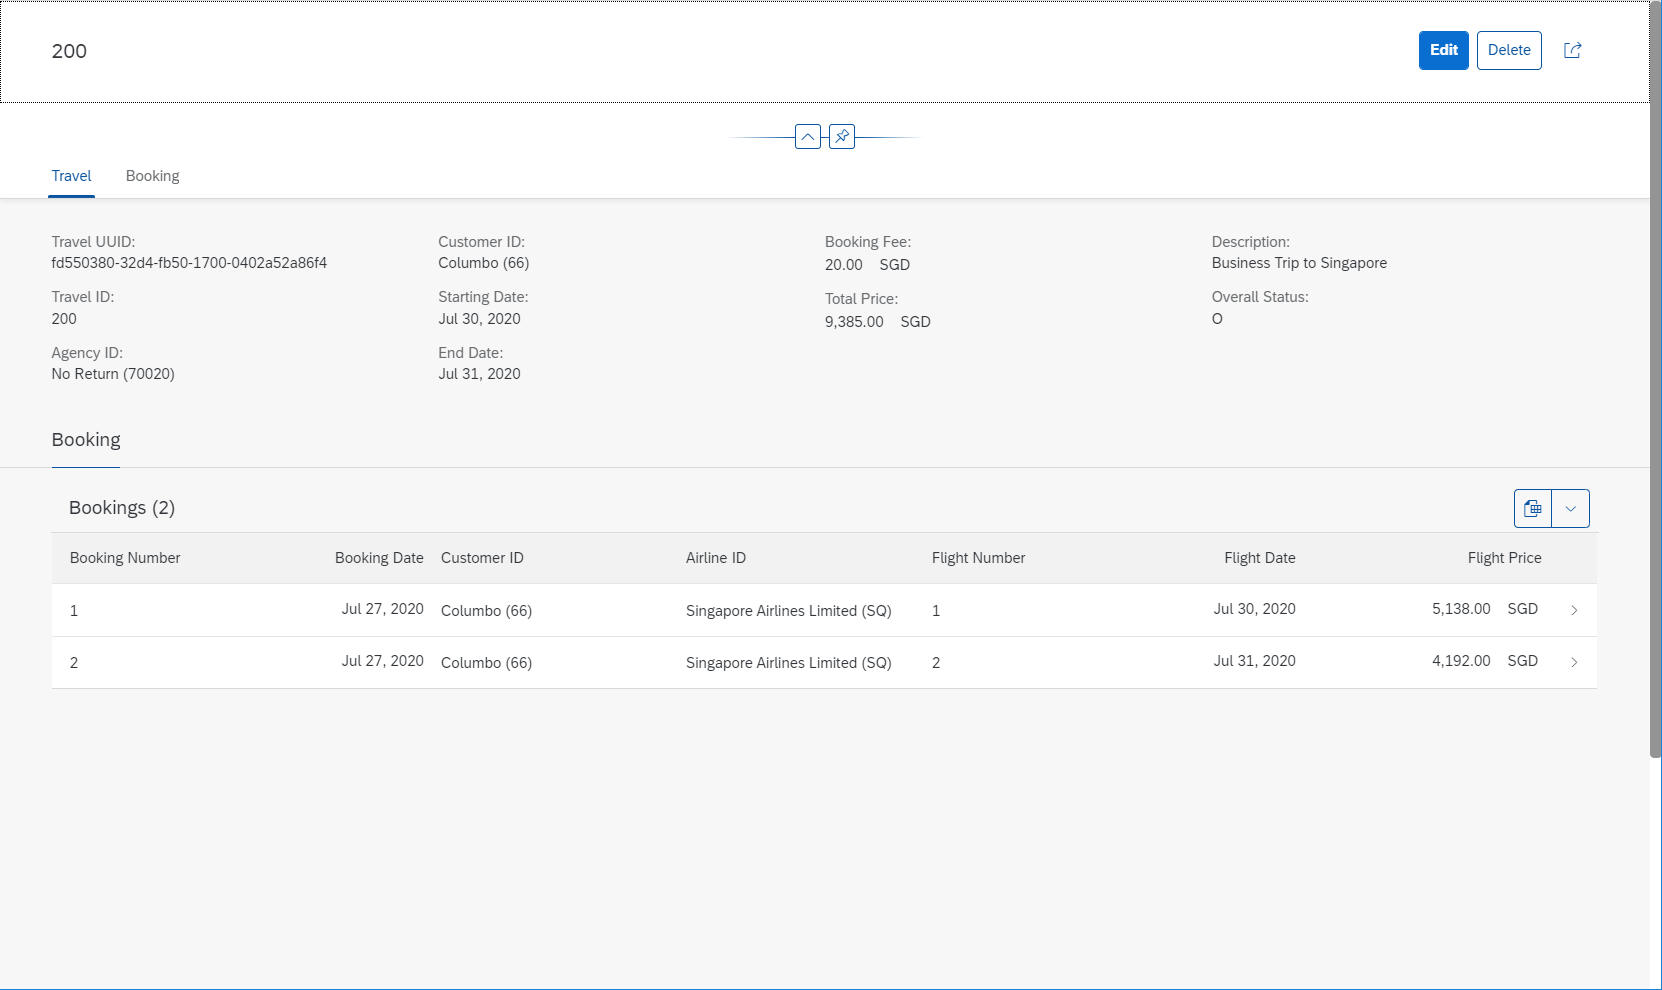 200
Edit Delete
Travel Booking
Travel UUID: Customer ID: Booking Fee: Description:
fd550380-32d4-fb50-1700-0402a52a86f4 Columbo (66) 20.00 SGD Business Trip to Singapore
Travel ID: Starting Date: Total Price: Overall Status:
200 Jul 30, 2020 9,385.00 SGD O
Agency ID: End Date:
No Return (70020) Jul 31, 2020
Booking
Bookings (2)
Booking Number Booking Date Customer ID Airline ID Flight Number Flight Date Flight Price
1 Jul 27, 2020 Columbo (66) Singapore Airlines Limited (SQ) 1 Jul 30, 2020 5,138.00 SGD
2 Jul 27, 2020 Columbo (66) Singapore Airlines Limited (SQ) 2 Jul 31, 2020 4,192.00 SGD